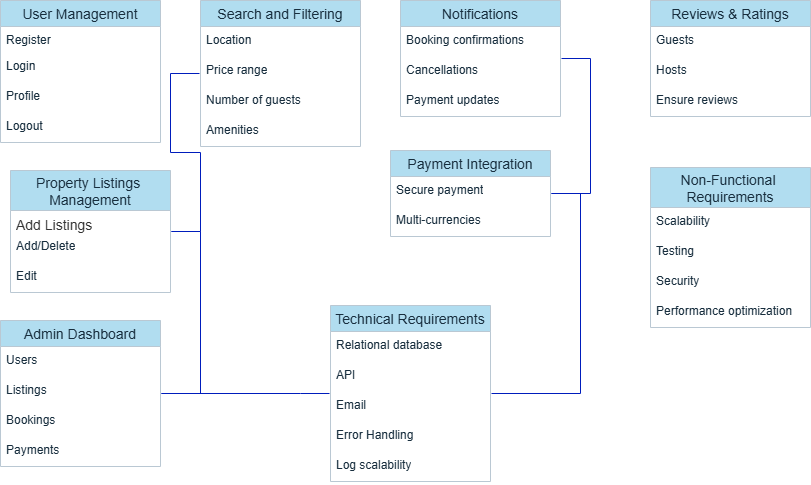 User Management
Register
Login
Profile
Logout
Search and Filtering
Location
Price range
Number of guests
Amenities
Notifications
Booking confirmations
Cancellations
Payment updates
Reviews & Ratings
Guests
Hosts
Ensure reviews
Property Listings
Management
Add Listings
Add/Delete
Edit
Payment Integration
Secure payment
Multi-currencies
Non-Functional
Requirements
Scalability
Testing
Security
Performance optimization
Admin Dashboard
Users
Listings
Bookings
Payments
Technical Requirements
Relational database
API
Email
Error Handling
Log scalability